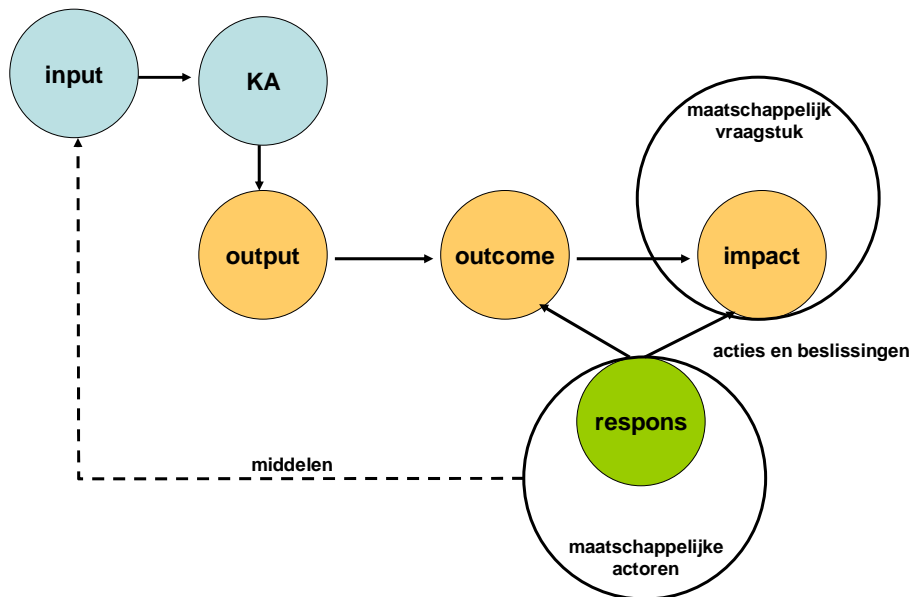 input
KA
maatschappelijk
vraagstuk
output
outcome
impact
acties en beslissingen
respons
middelen
maatschappelijke
actoren